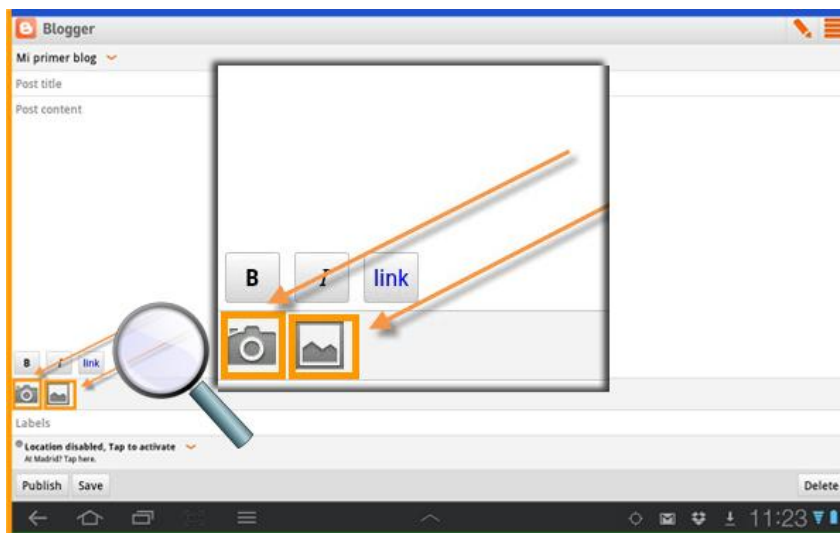 Blogger
Mi primer blog
Post title
Post content
B I link
B I link
Labels
Location disabled, Tap to activate
At Madrid? Tap here.
Publish Save Delete
11:23